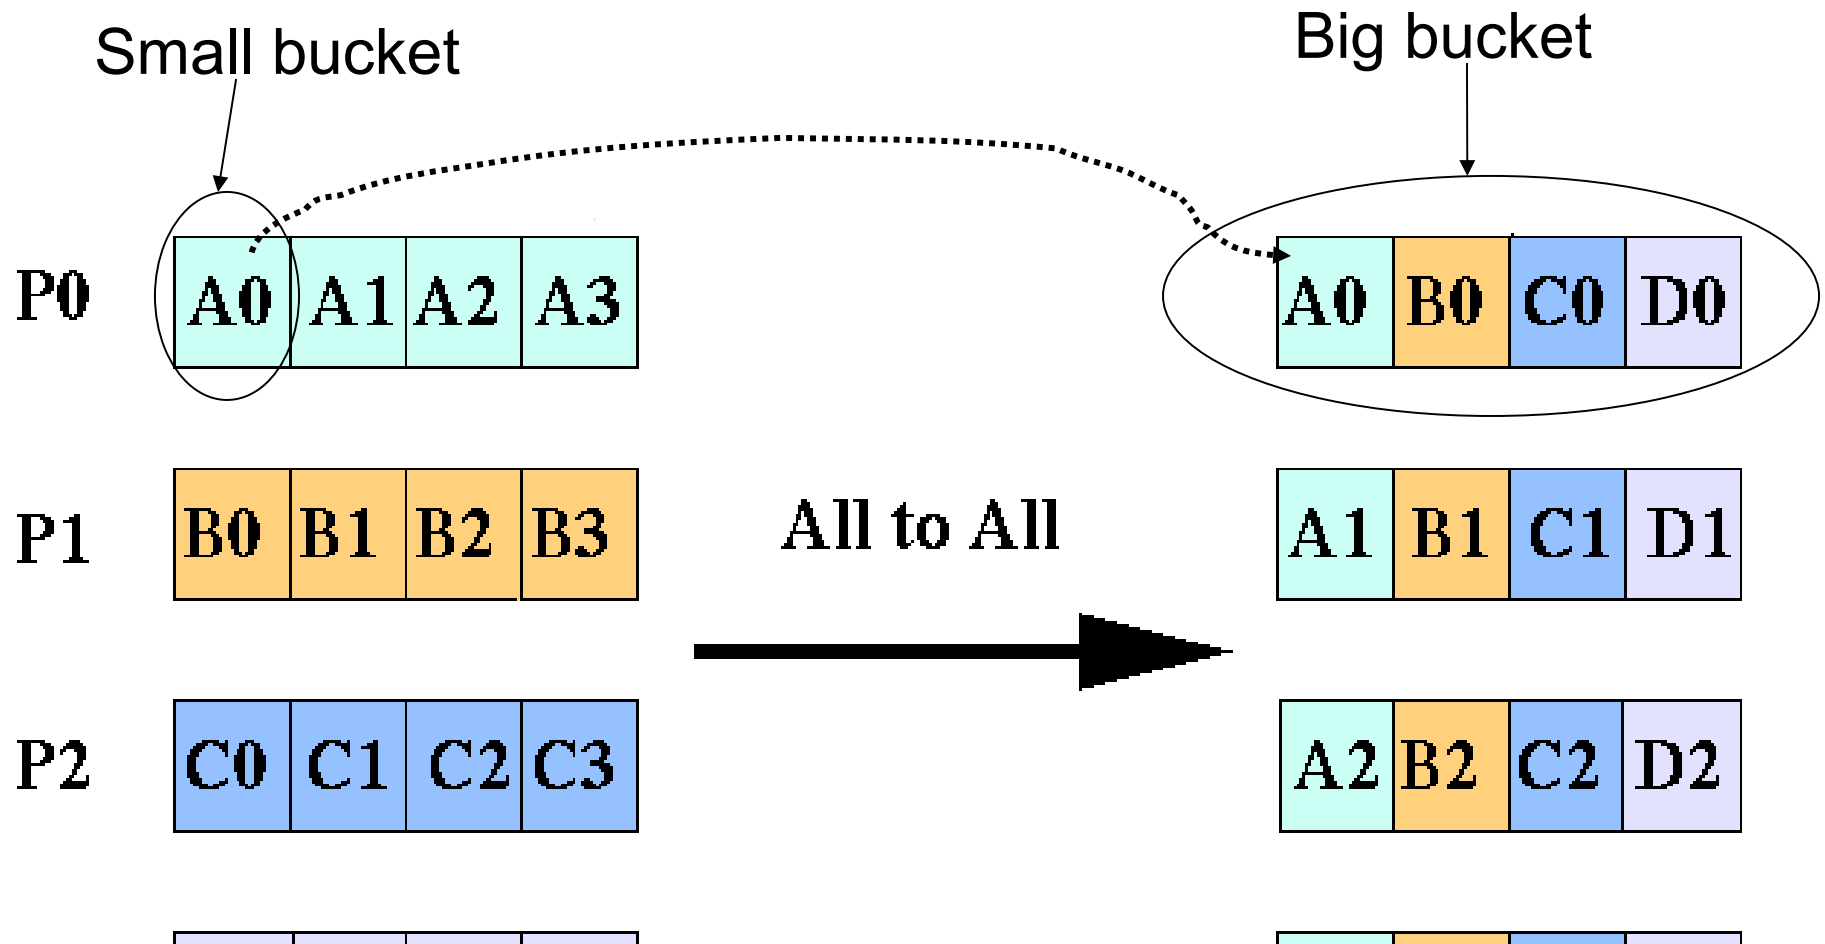 Small bucket
Big bucket
P0 A0 A1 A2 A3 A0 B0 C0 D0
P1 B0 B1 B2 B3 All to All A1 B1 C1 D1
P2 C0 C1 C2 C3 A2 B2 C2 D2